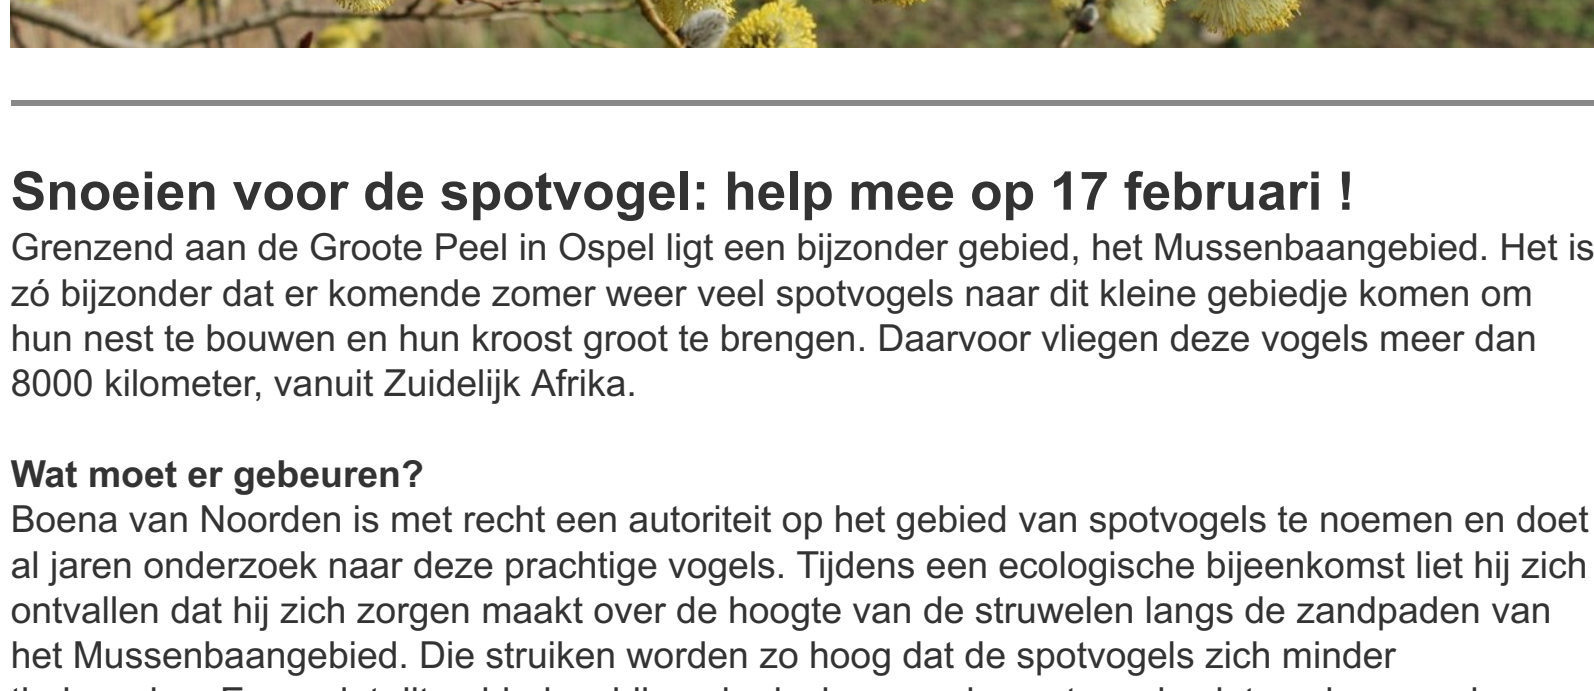 Snoeien voor de spotvogel: help mee op 17 februari !
Grenzend aan de Groote Peel in Ospel ligt een bijzonder gebied, het Mussenbaangebied. Het is
zó bijzonder dat er komende zomer weer veel spotvogels naar dit kleine gebiedje komen om
hun nest te bouwen en hun kroost groot te brengen. Daarvoor vliegen deze vogels meer dan
8000 kilometer, vanuit Zuidelijk Afrika.
Wat moet er gebeuren?
Boena van Noorden is met recht een autoriteit op het gebied van spotvogels te noemen en doet
al jaren onderzoek naar deze prachtige vogels. Tijdens een ecologische bijeenkomst liet hij zich
ontvallen dat hij zich zorgen maakt over de hoogte van de struwelen langs de zandpaden van
het Mussenbaangebied. Die struiken worden zo hoog dat de spotvogels zich minder